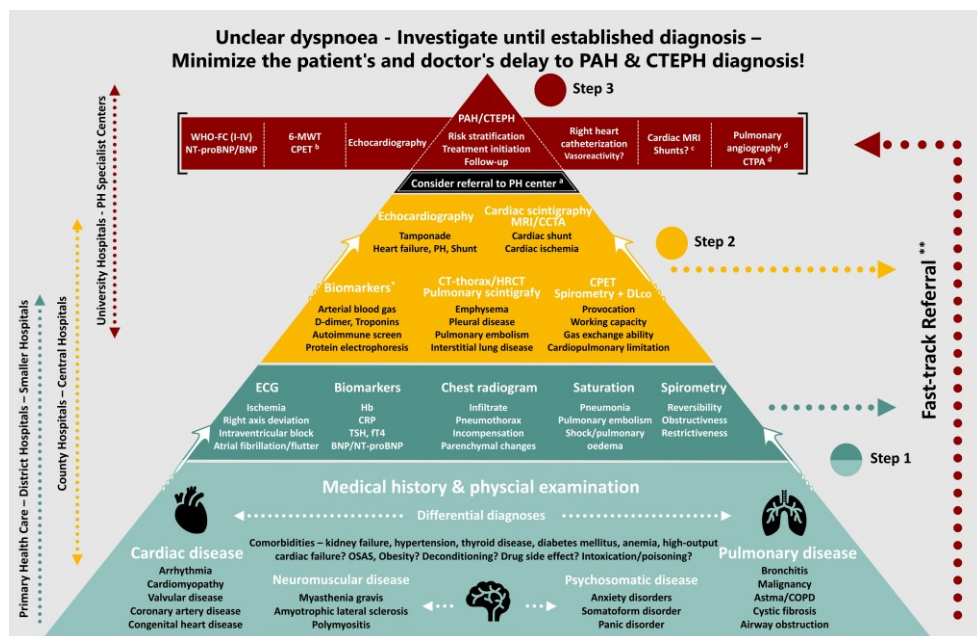 Unclear dyspnoea - Investigate until established diagnosis –
Minimize the patient's and doctor's delay to PAH & CTEPH diagnosis!
Step 3
PAH/CTEPH
Risk stratification
Treatment initiation
Follow-up
WHO-FC (I-IV)
NT-proBNP/BNP
6-MWT
CPET b
Echocardiography
Right heart
catheterization
Vasoreactivity?
Cardiac MRI
Shunts? c
Pulmonary
angiography d
CTPA d
Consider referral to PH center a
Step 2
Echocardiography
Tamponade
Heart failure, PH, Shunt
Cardiac scintigraphy
MRI/CCTA
Cardiac shunt
Cardiac ischemia
Biomarkers*
Arterial blood gas
D-dimer, Troponins
Autoimmune screen
Protein electrophoresis
CT-thorax/HRCT
Pulmonary scintigrafy
Emphysema
Pleural disease
Pulmonary embolism
Interstitial lung disease
CPET
Spirometry + DLco
Provocation
Working capacity
Gas exchange ability
Cardiopulmonary limitation
ECG
Ischemia
Right axis deviation
Intraventricular block
Atrial fibrillation/flutter
Biomarkers
Hb
CRP
TSH, fT4
BNP/NT-proBNP
Chest radiogram
Infiltrate
Pneumothorax
Incompensation
Parenchymal changes
Saturation
Pneumonia
Pulmonary embolism
Shock/pulmonary
oedema
Spirometry
Reversibility
Obstructivness
Restrictiveness
Step 1
Medical history & physcial examination
Differential diagnoses
Comorbidities – kidney failure, hypertension, thyroid disease, diabetes mellitus, anemia, high-output
cardiac failure? OSAS, Obesity? Deconditioning? Drug side effect? Intoxication/poisoning?
Cardiac disease
Arrhythmia
Cardiomyopathy
Valvular disease
Coronary artery disease
Congenital heart disease
Neuromuscular disease
Myasthenia gravis
Amyotrophic lateral sclerosis
Polymyositis
Psychosomatic disease
Anxiety disorders
Somatoform disorder
Panic disorder
Pulmonary disease
Bronchitis
Malignancy
Astma/COPD
Cystic fibrosis
Airway obstruction
Primary Health Care – District Hospitals – Smaller Hospitals
County Hospitals – Central Hospitals
University Hospitals - PH Specialist Centers
Fast-track Referral **